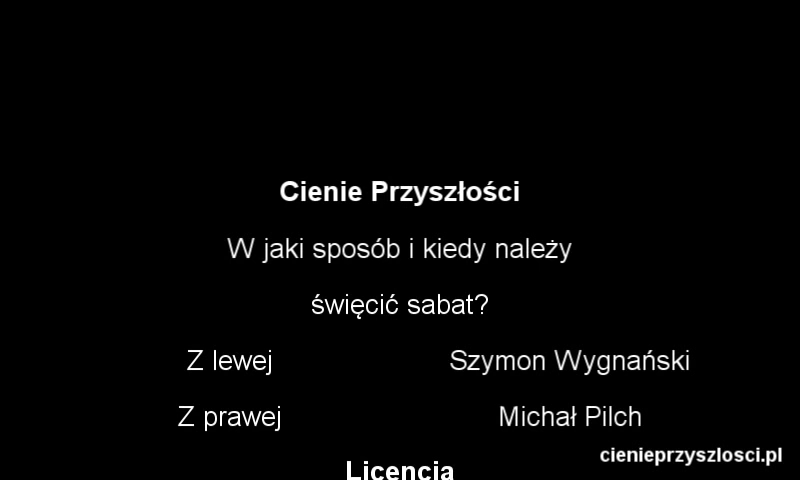 Cienie Przyszłości
W jaki sposób i kiedy należy
święcić sabat?
Z lewej Szymon Wygnański
Z prawej Michał Pilch
cienieprzyszlosci.pl
Licencja